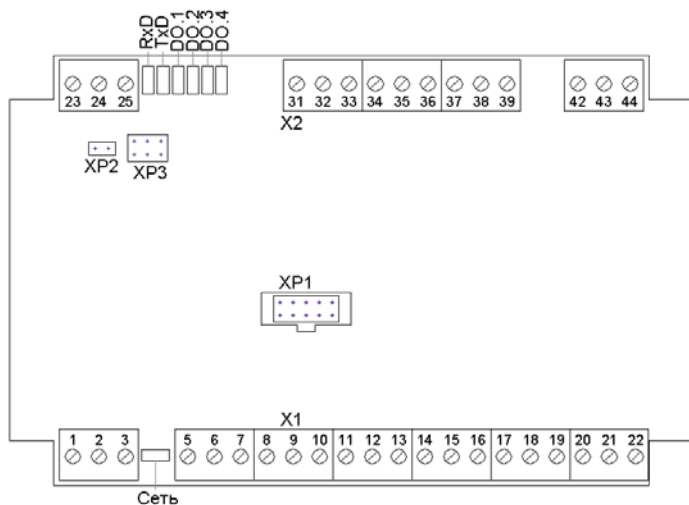 RxD
TxD
DO.1
DO.2
DO.3
DO.4
23 24 25 31 32 33 34 35 36 37 38 39 42 43 44
X2
XP2 XP3
XP1
X1
1 2 3 5 6 7 8 9 10 11 12 13 14 15 16 17 18 19 20 21 22
Сеть